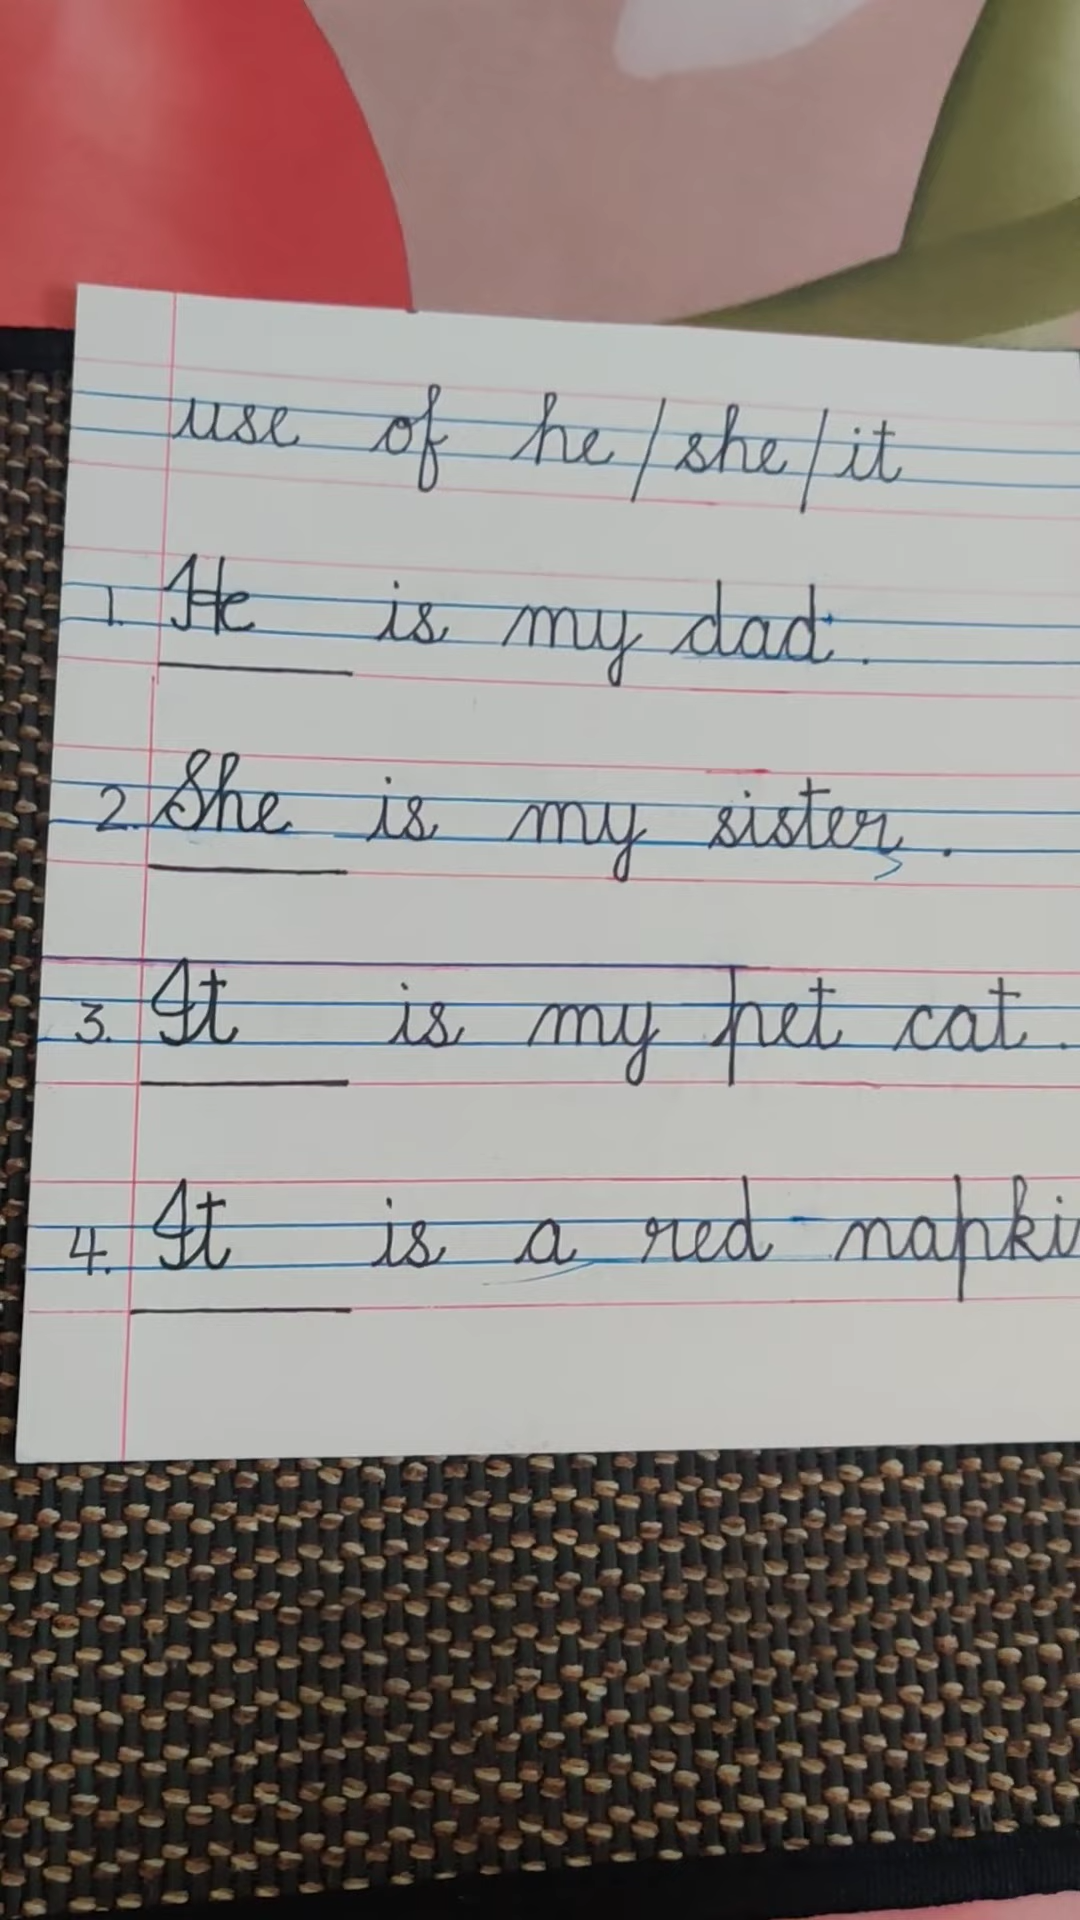 use of he/she/it
1. He is my dad.
2. She is my sister.
3. It is my pet cat.
4. It is a red napki